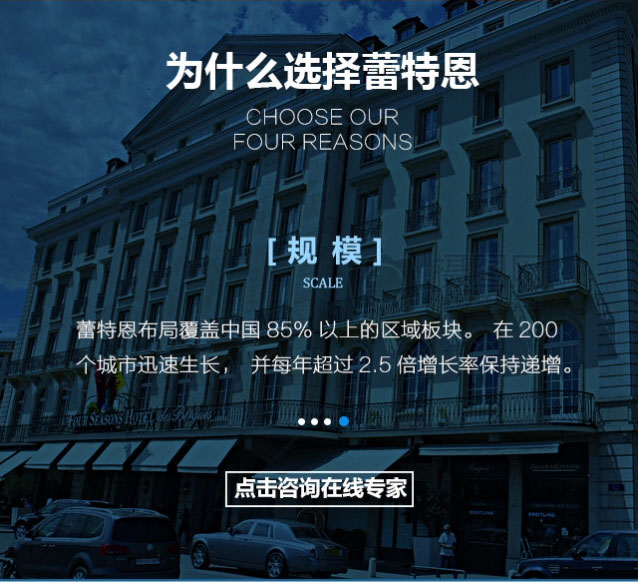 为什么选择蕾特恩
CHOOSE OUR
FOUR REASONS
[ 规 模 ]
SCALE
蕾特恩布局覆盖中国 85% 以上的区域板块。 在 200
个城市迅速生长， 并每年超过 2.5 倍增长率保持递增。
FOUR SEASONS HOTEL des Bergues
BREITLING
点击咨询在线专家